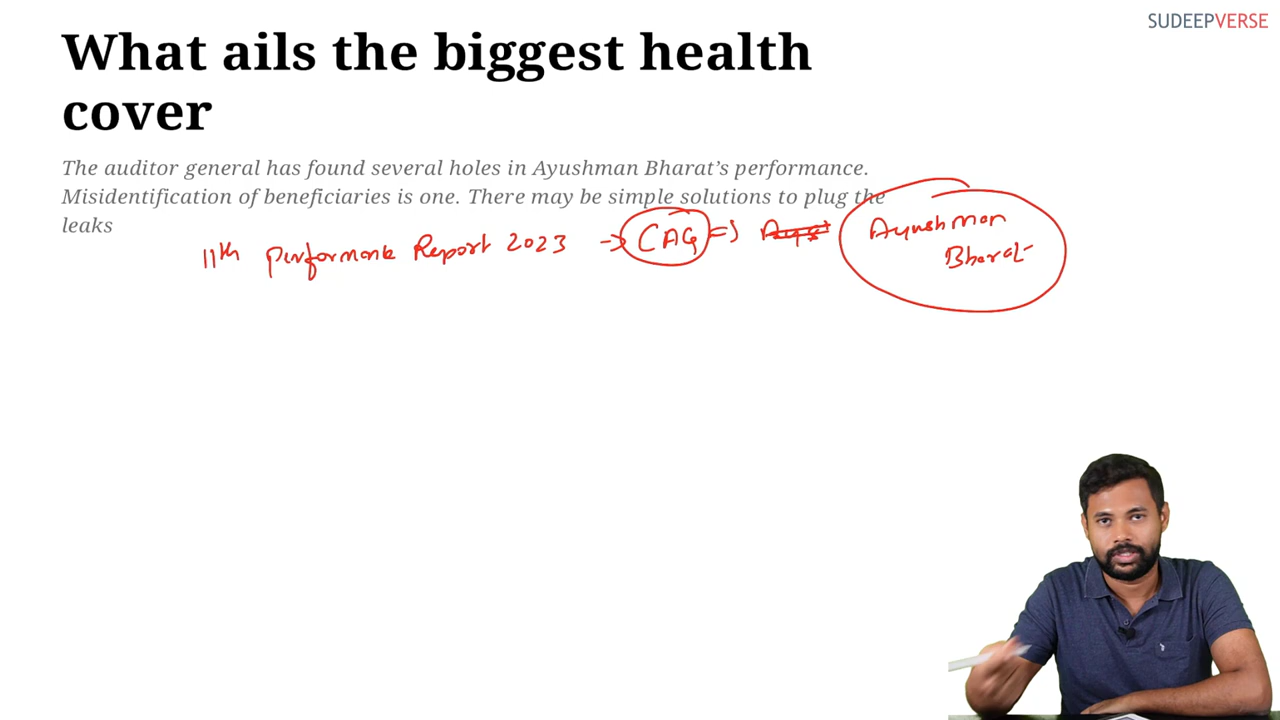 SUDEEPVERSE
What ails the biggest health
cover
The auditor general has found several holes in Ayushman Bharat’s performance.
Misidentification of beneficiaries is one. There may be simple solutions to plug the
leaks
11th Performance Report 2023 → CAG ⇒ Ayushman
Bharat